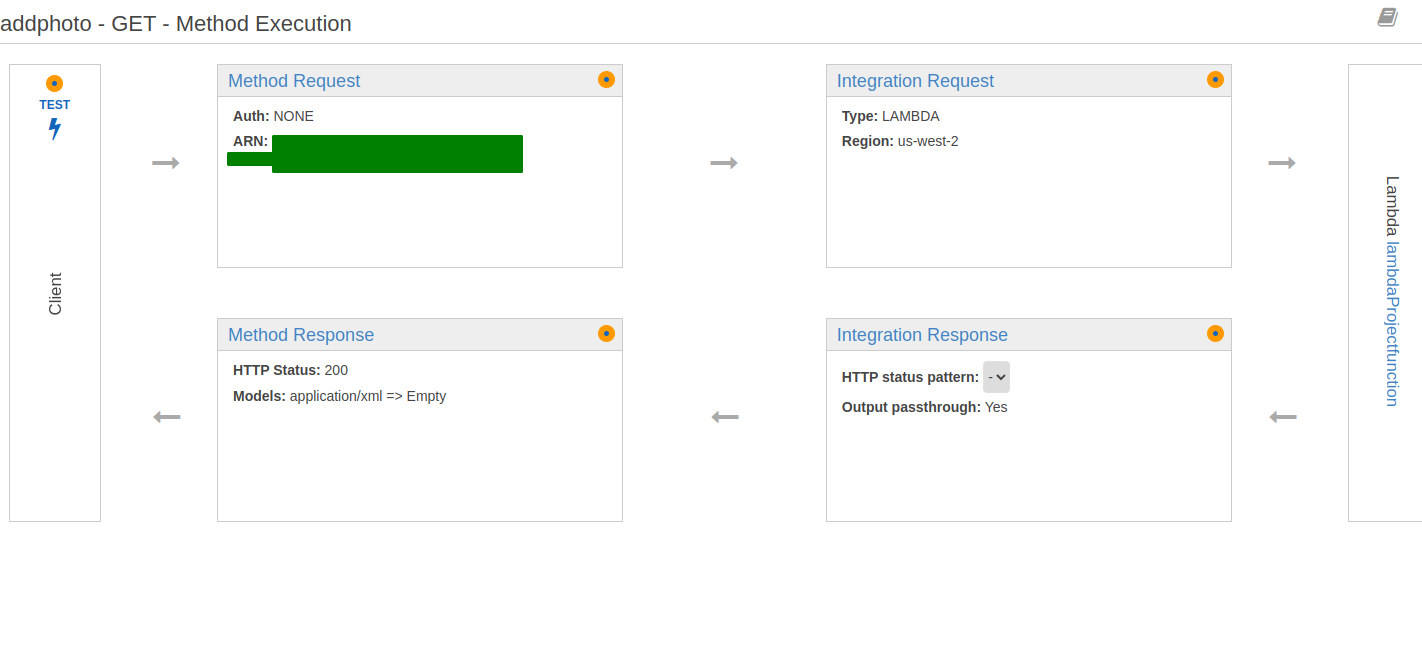 addphoto - GET - Method Execution
TEST
Client
Method Request
Auth: NONE
ARN:
Integration Request
Type: LAMBDA
Region: us-west-2
Lambda lambdaProjectfunction
Method Response
HTTP Status: 200
Models: application/xml => Empty
Integration Response
HTTP status pattern: -
Output passthrough: Yes